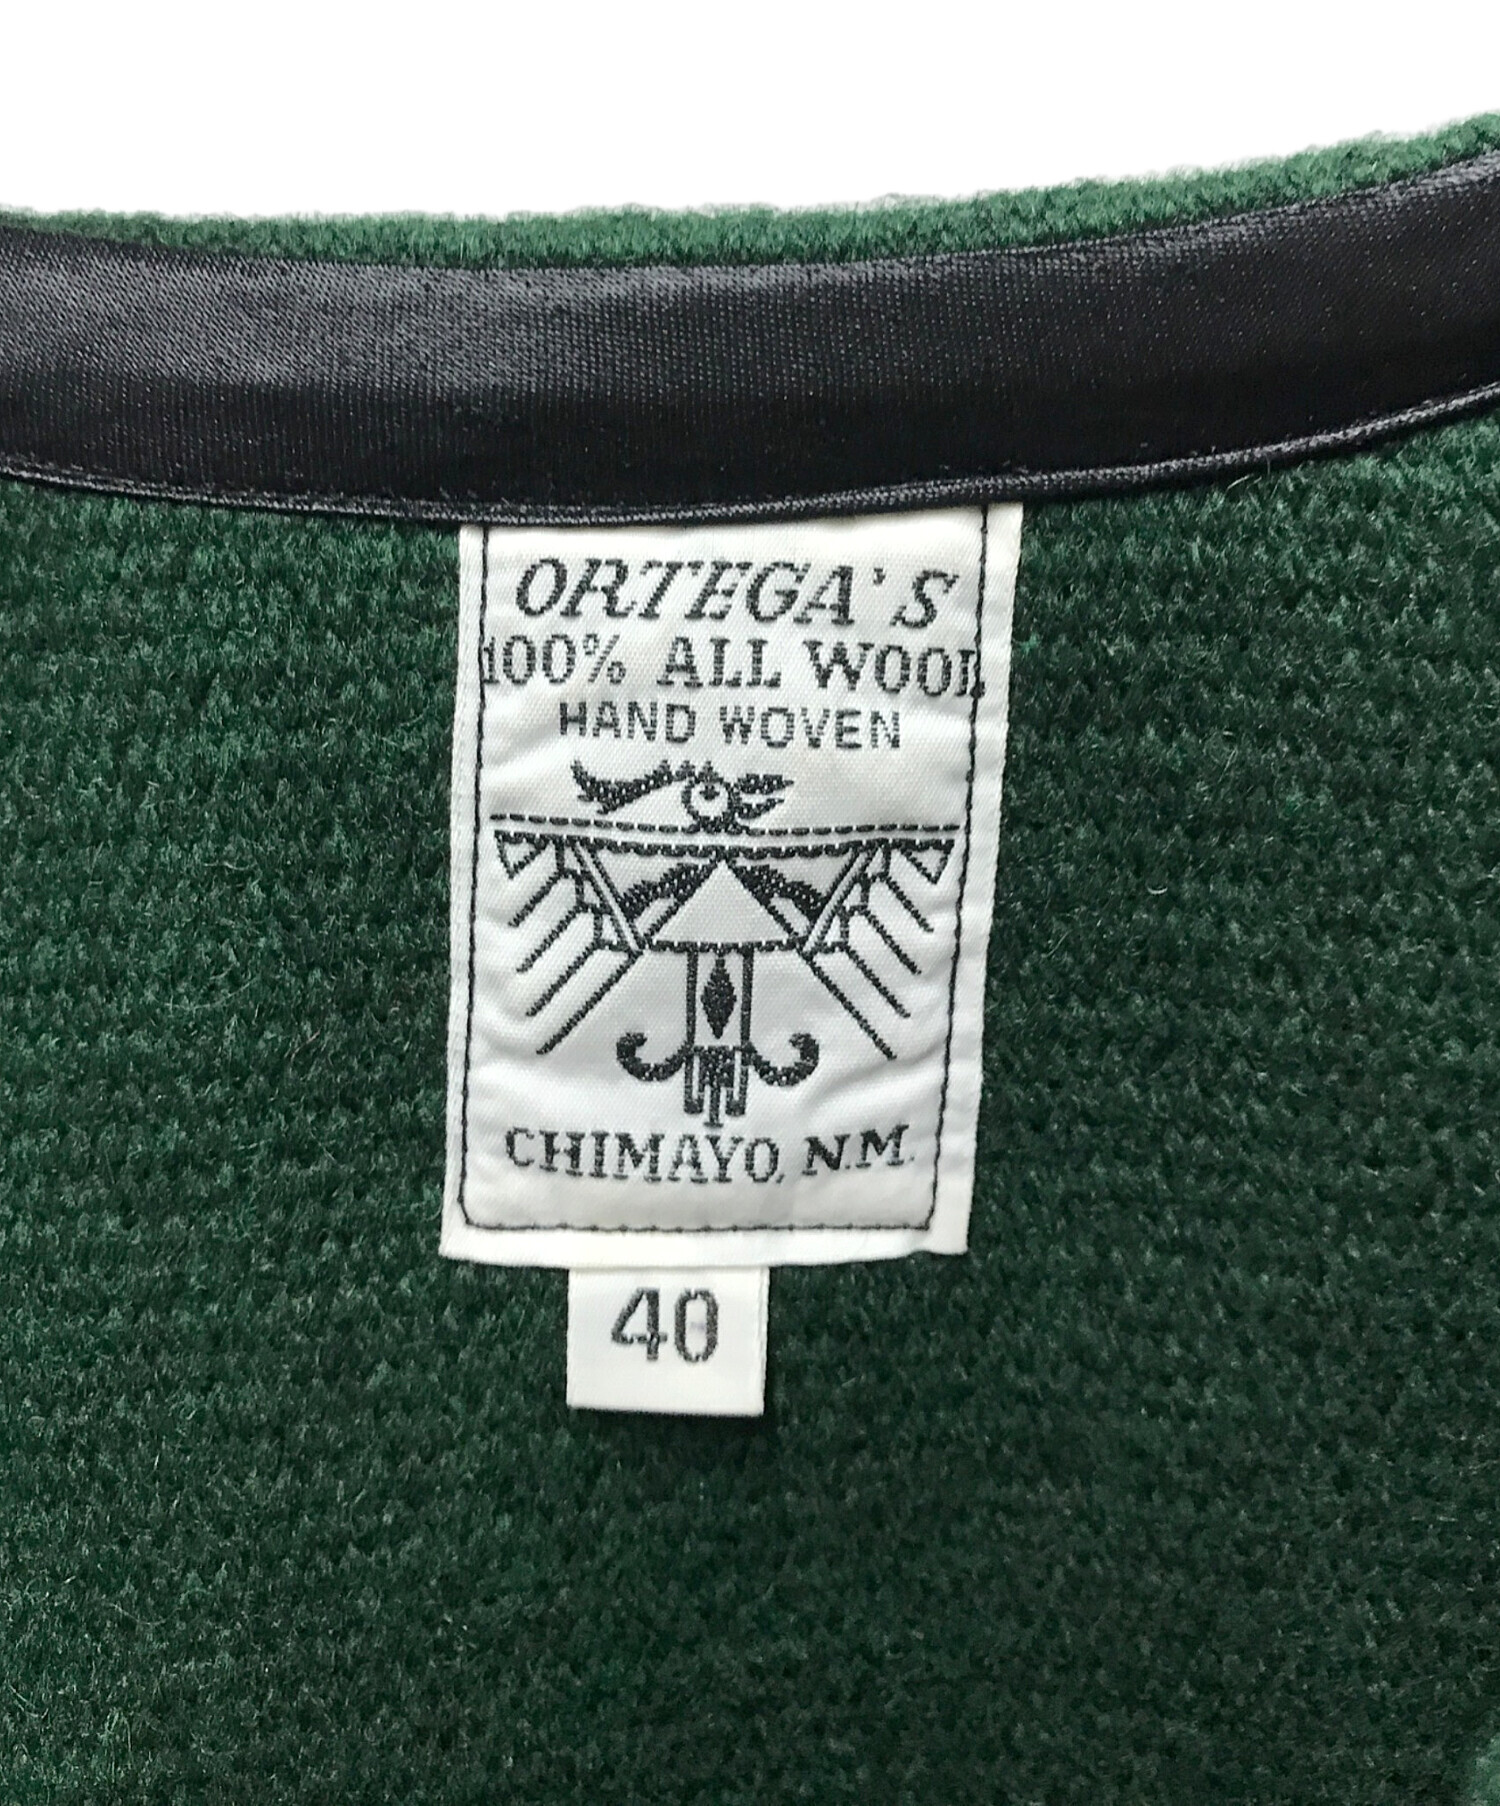 ORTEGA'S
100% ALL WOOL
HAND WOVEN
CHIMAYO, N.M.
40